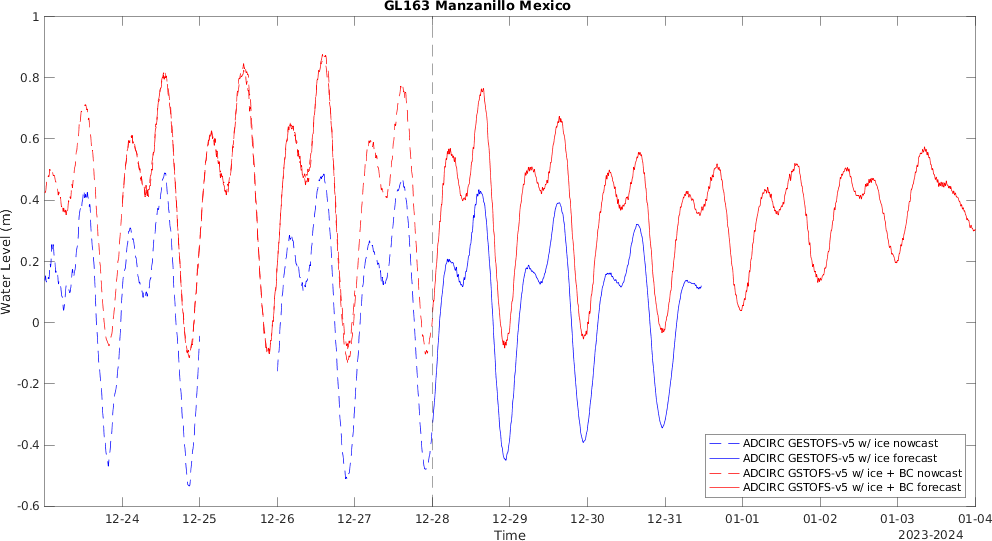 GL163 Manzanillo Mexico
1
0.8
0.6
0.4
0.2
0
-0.2
-0.4
-0.6
Water Level (m)
12-24 12-25 12-26 12-27 12-28 12-29 12-30 12-31 01-01 01-02 01-03 01-04
Time
2023-2024
ADCIRC GESTOFS-v5 w/ ice nowcast
ADCIRC GESTOFS-v5 w/ ice forecast
ADCIRC GSTOFS-v5 w/ ice + BC nowcast
ADCIRC GSTOFS-v5 w/ ice + BC forecast